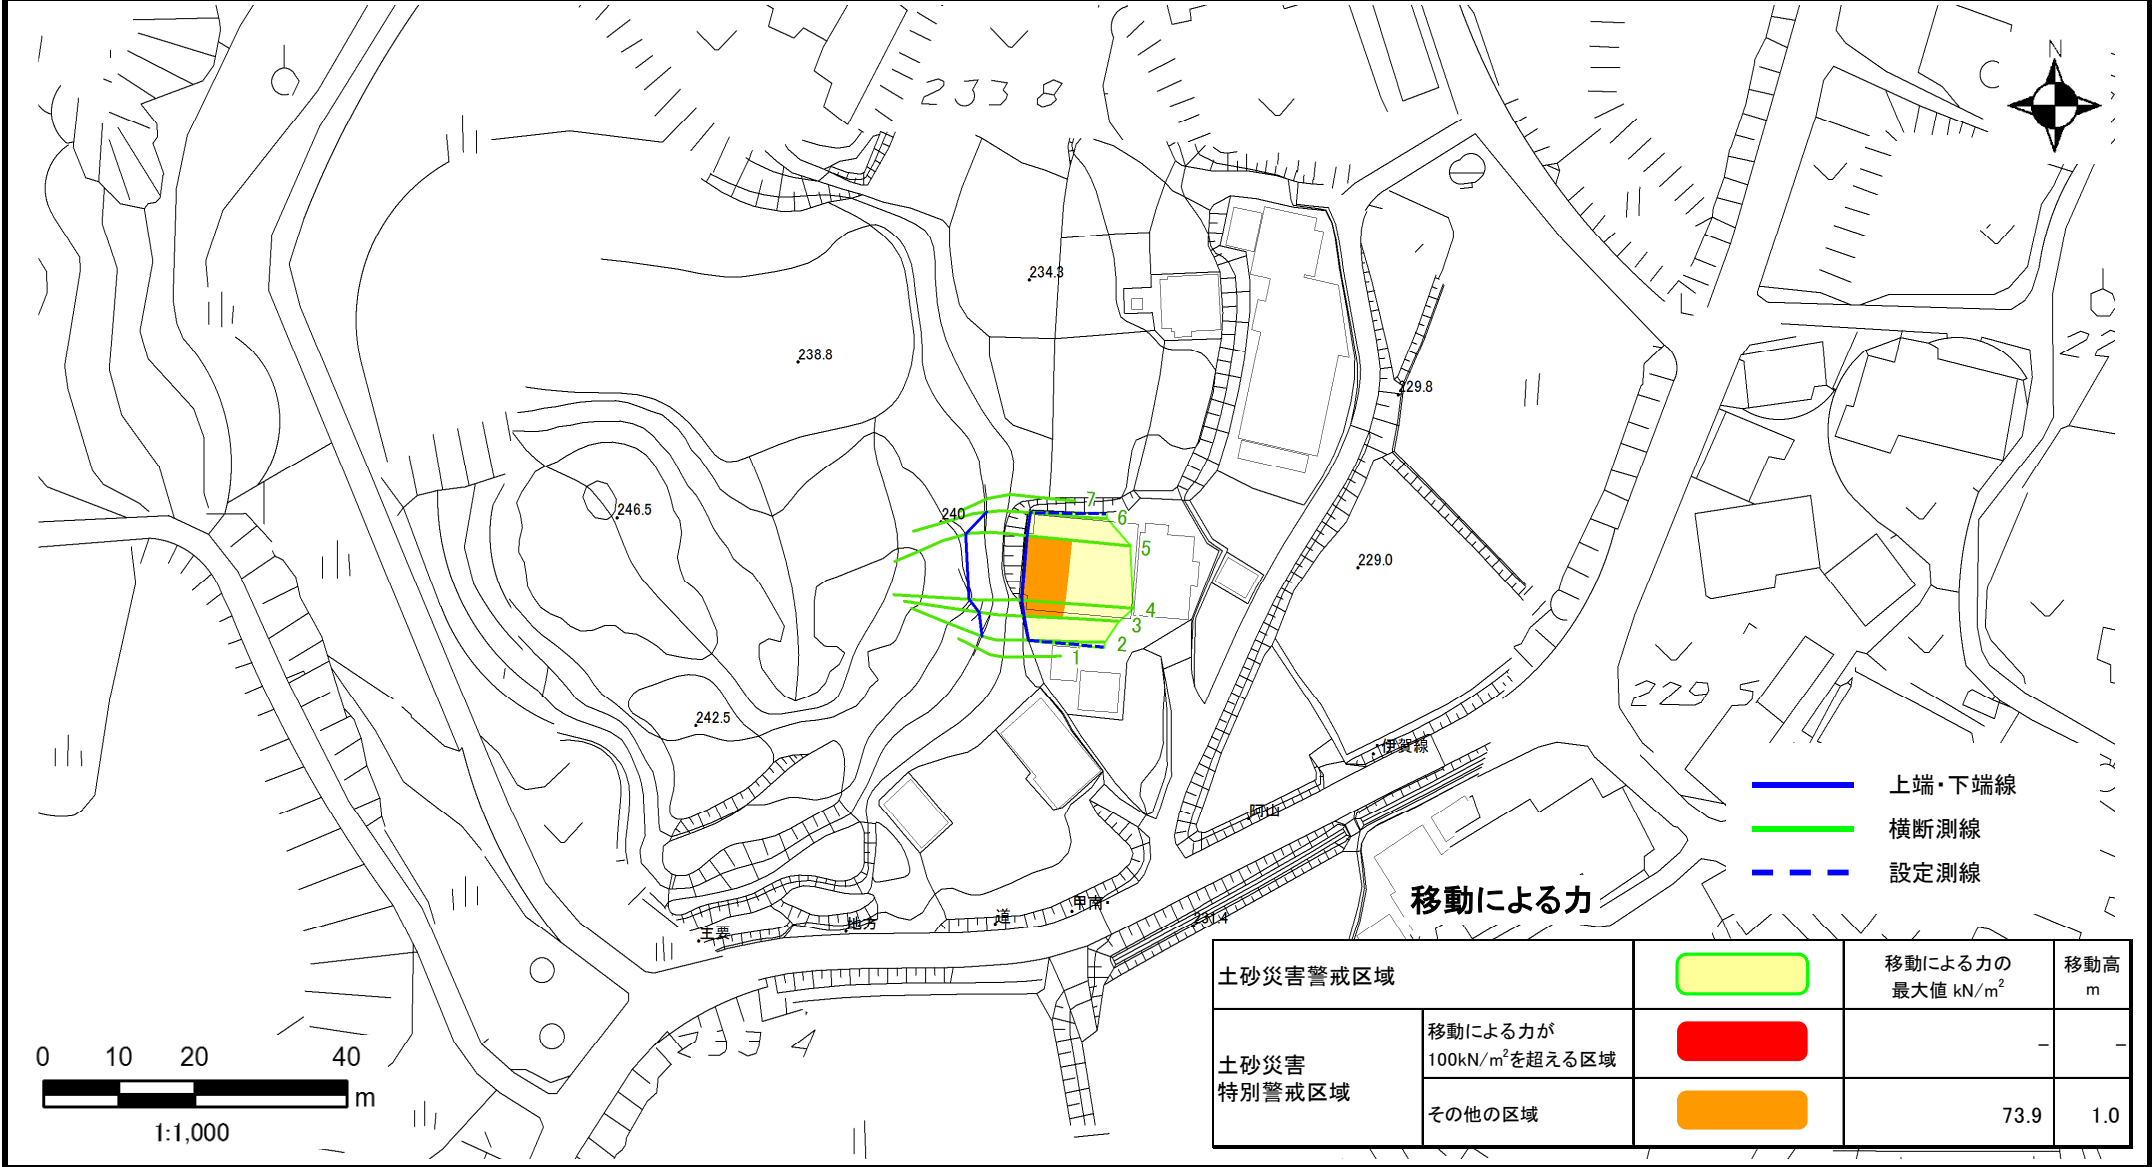 N
233 8
234.3
238.8
229.8
246.5
240
7
6
5
4
3
2
1
229.0
242.5
229 5
22
伊賀線
阿山
甲南・
道
地方
主要
231.4
上端・下端線
横断測線
設定測線
移動による力
土砂災害警戒区域
移動による力の
最大値 kN/m²
移動高
m
土砂災害
特別警戒区域
移動による力が
100kN/m²を超える区域
－
－
その他の区域
73.9
1.0
0 10 20 40
m
1:1,000